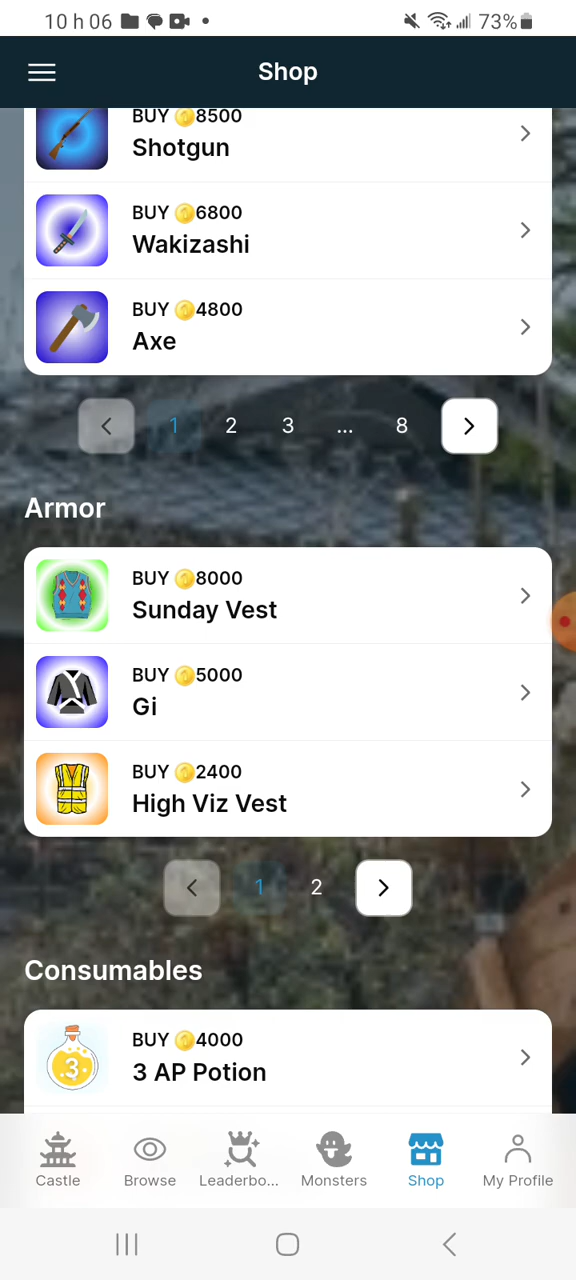 10 h 06
73%
Shop
BUY 8500
Shotgun
BUY 6800
Wakizashi
BUY 4800
Axe
1 2 3 ... 8
Armor
BUY 8000
Sunday Vest
BUY 5000
Gi
BUY 2400
High Viz Vest
1 2
Consumables
3
BUY 4000
3 AP Potion
Castle
Browse
Leaderbo...
Monsters
Shop
My Profile